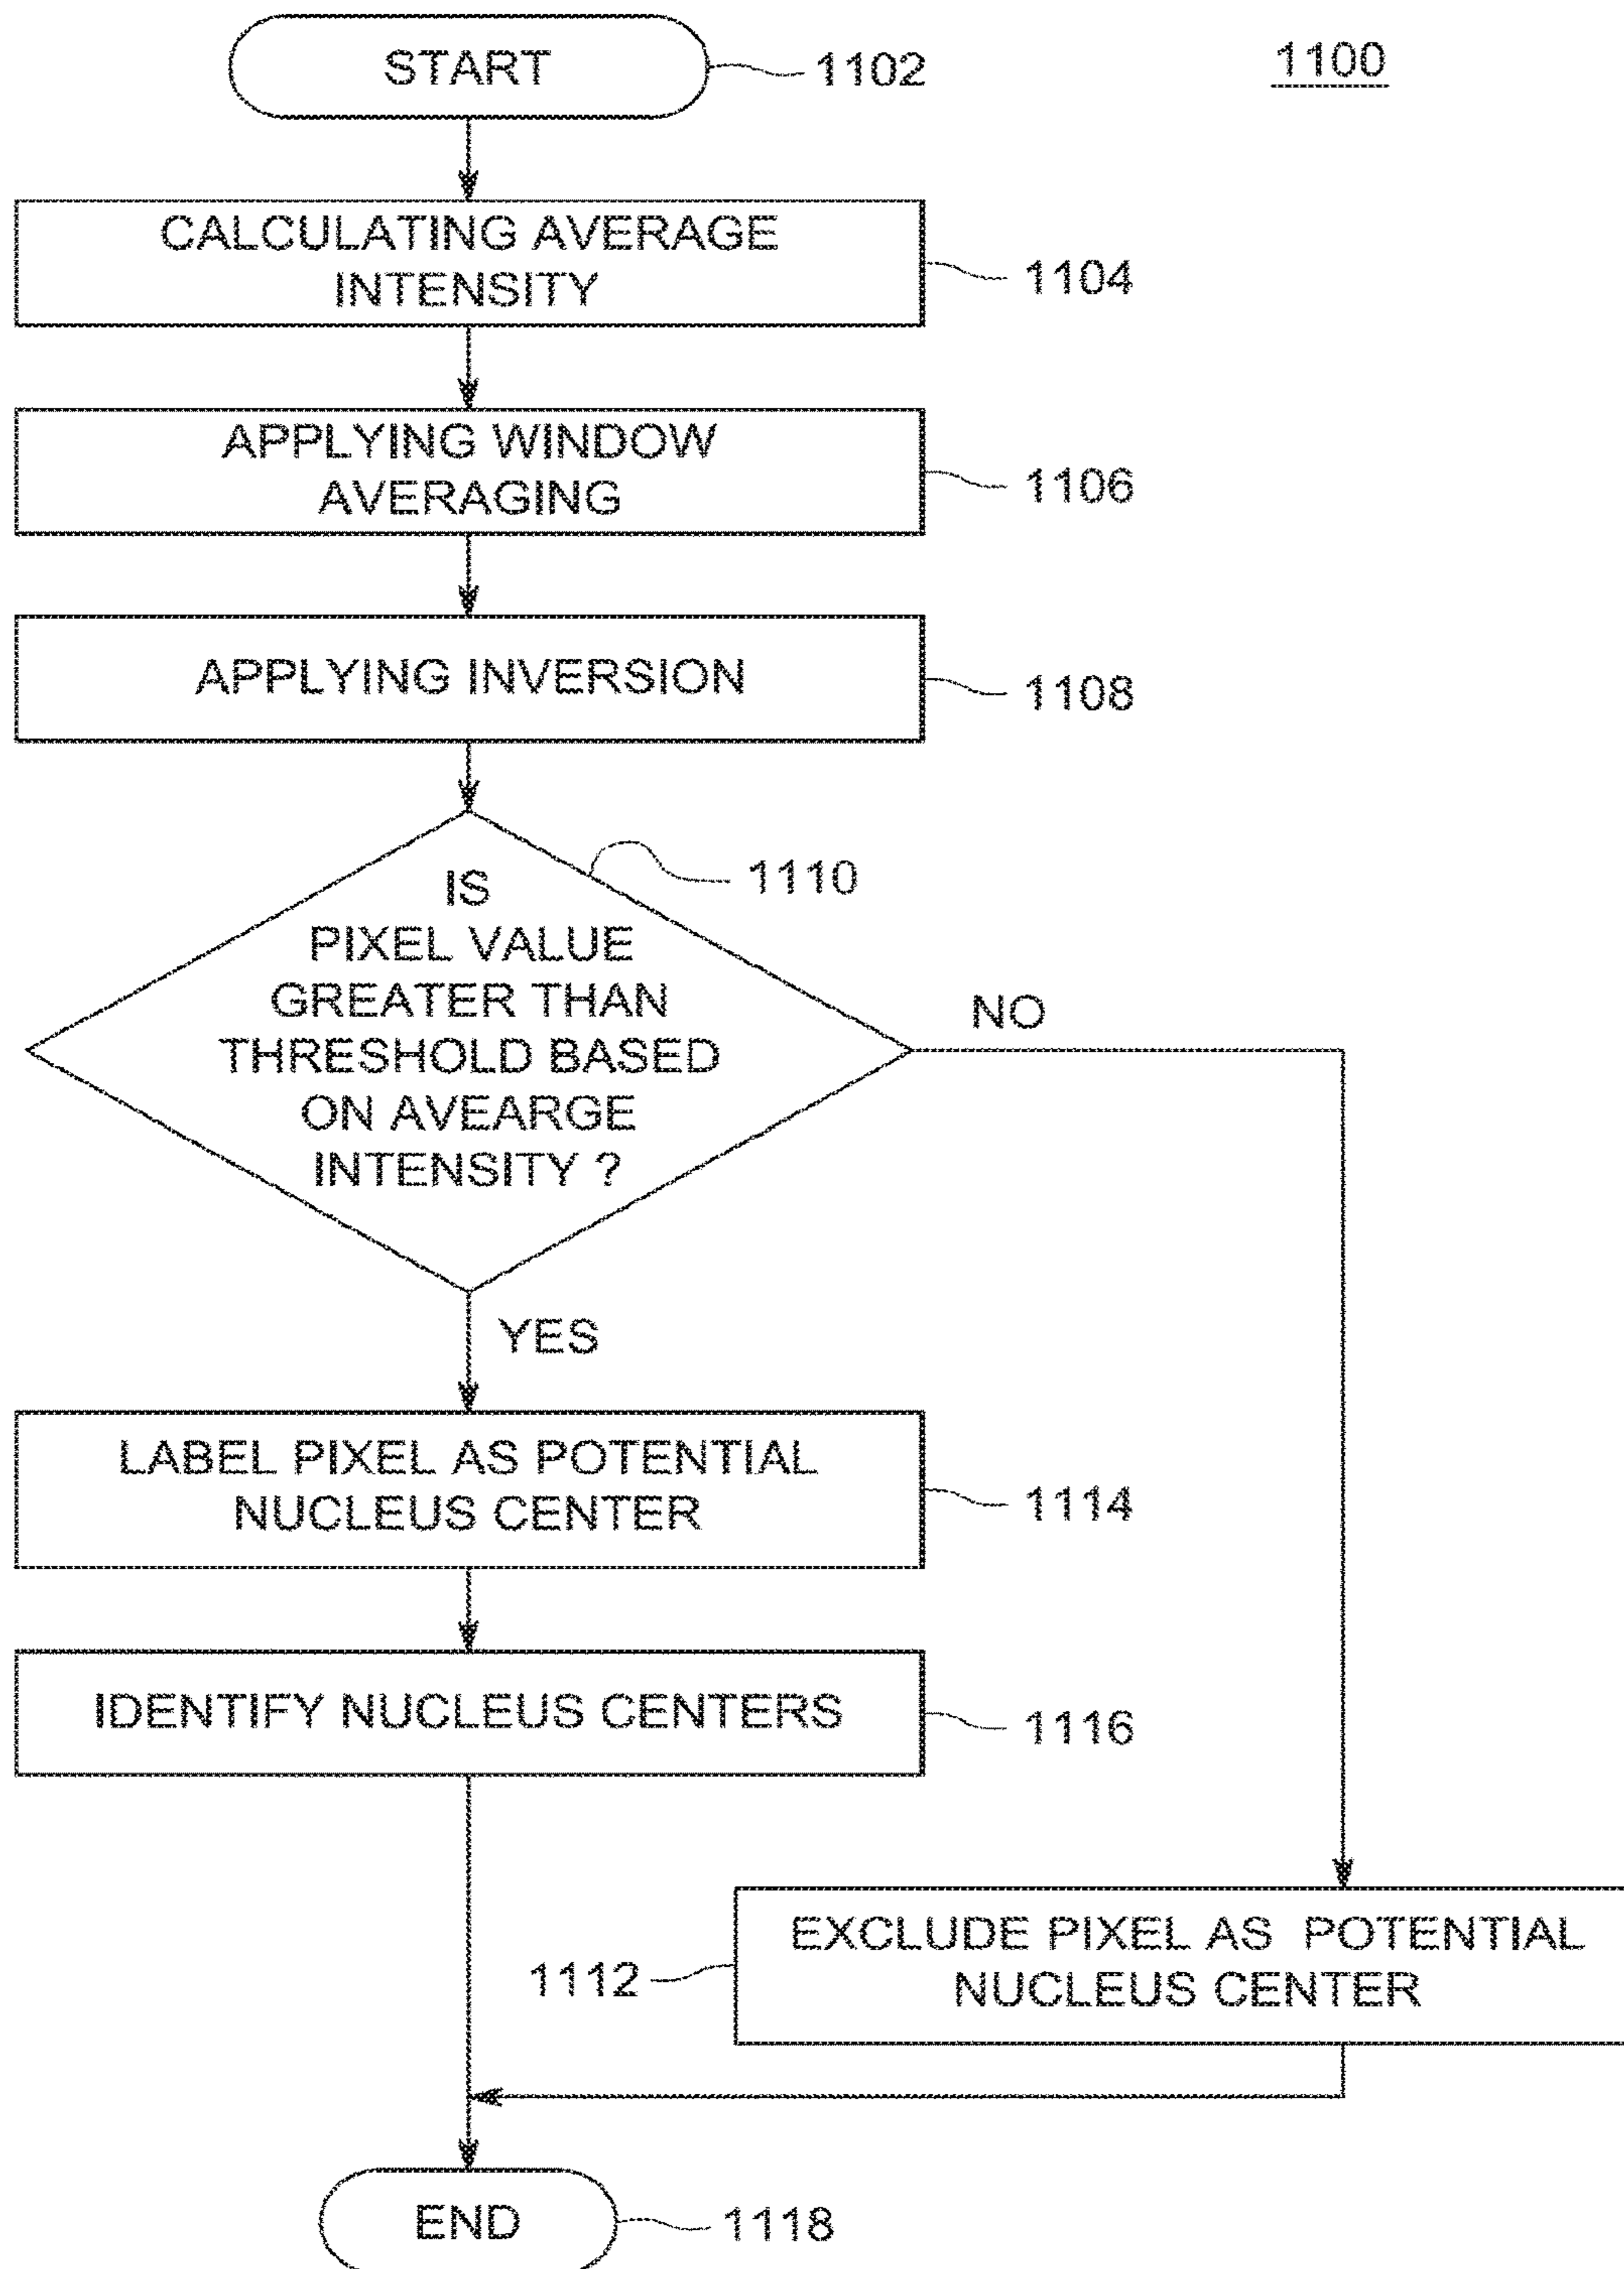 START
1102
1100
CALCULATING AVERAGE
INTENSITY
1104
APPLYING WINDOW
AVERAGING
1106
APPLYING INVERSION
1108
IS
PIXEL VALUE
GREATER THAN
THRESHOLD BASED
ON AVEARGE
INTENSITY ?
1110
NO
YES
LABEL PIXEL AS POTENTIAL
NUCLEUS CENTER
1114
IDENTIFY NUCLEUS CENTERS
1116
EXCLUDE PIXEL AS POTENTIAL
NUCLEUS CENTER
1112
END
1118